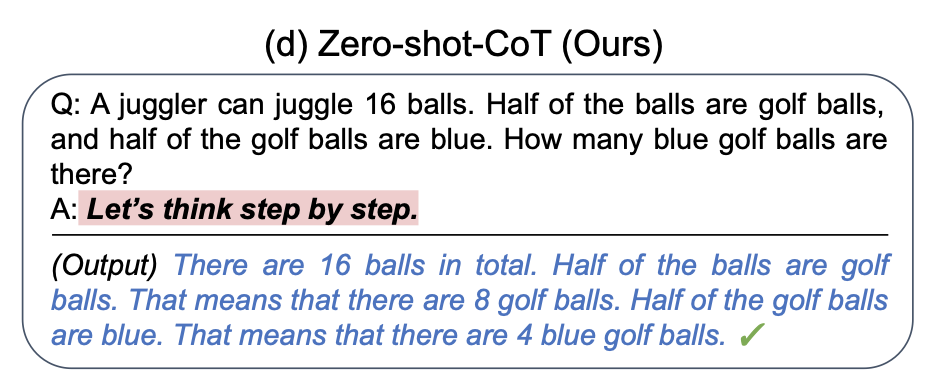 (d) Zero-shot-CoT (Ours)
Q: A juggler can juggle 16 balls. Half of the balls are golf balls,
and half of the golf balls are blue. How many blue golf balls are
there?
A: Let’s think step by step.
(Output) There are 16 balls in total. Half of the balls are golf
balls. That means that there are 8 golf balls. Half of the golf balls
are blue. That means that there are 4 blue golf balls. ✓